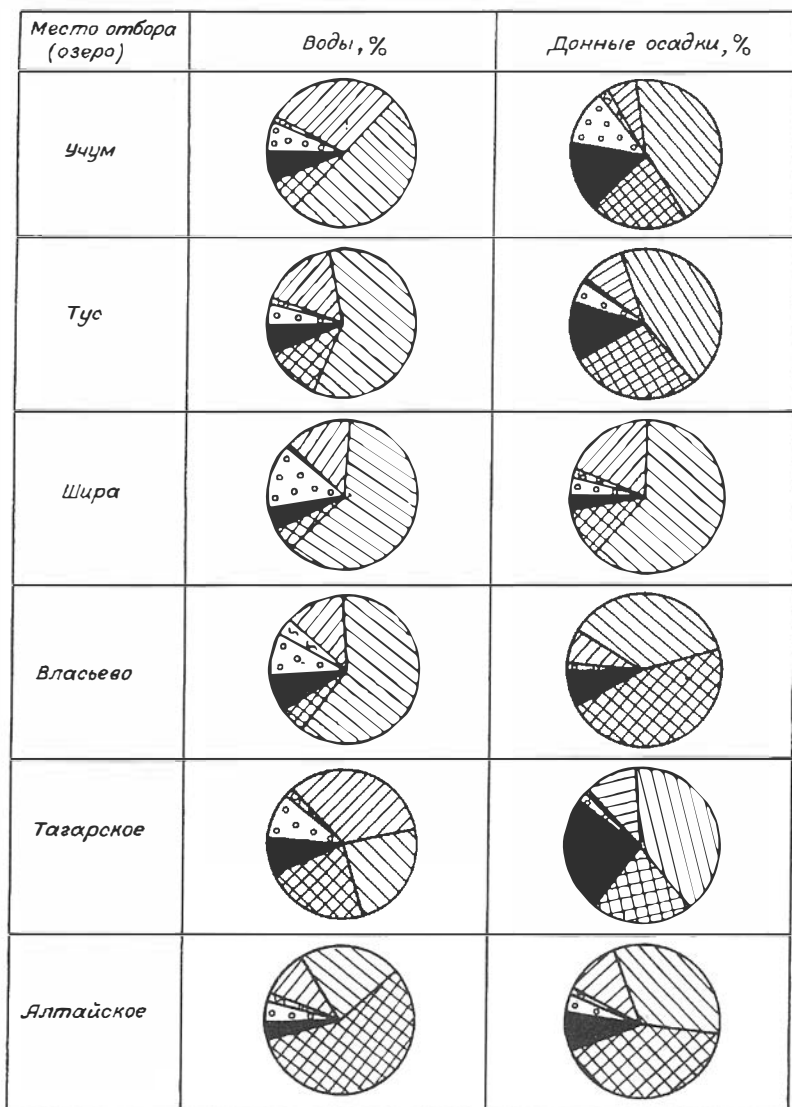 Место отбора
(озеро)
Воды, %
Донные осадки, %
Учум
Тус
Шира
Власьево
Тагарское
Алтайское